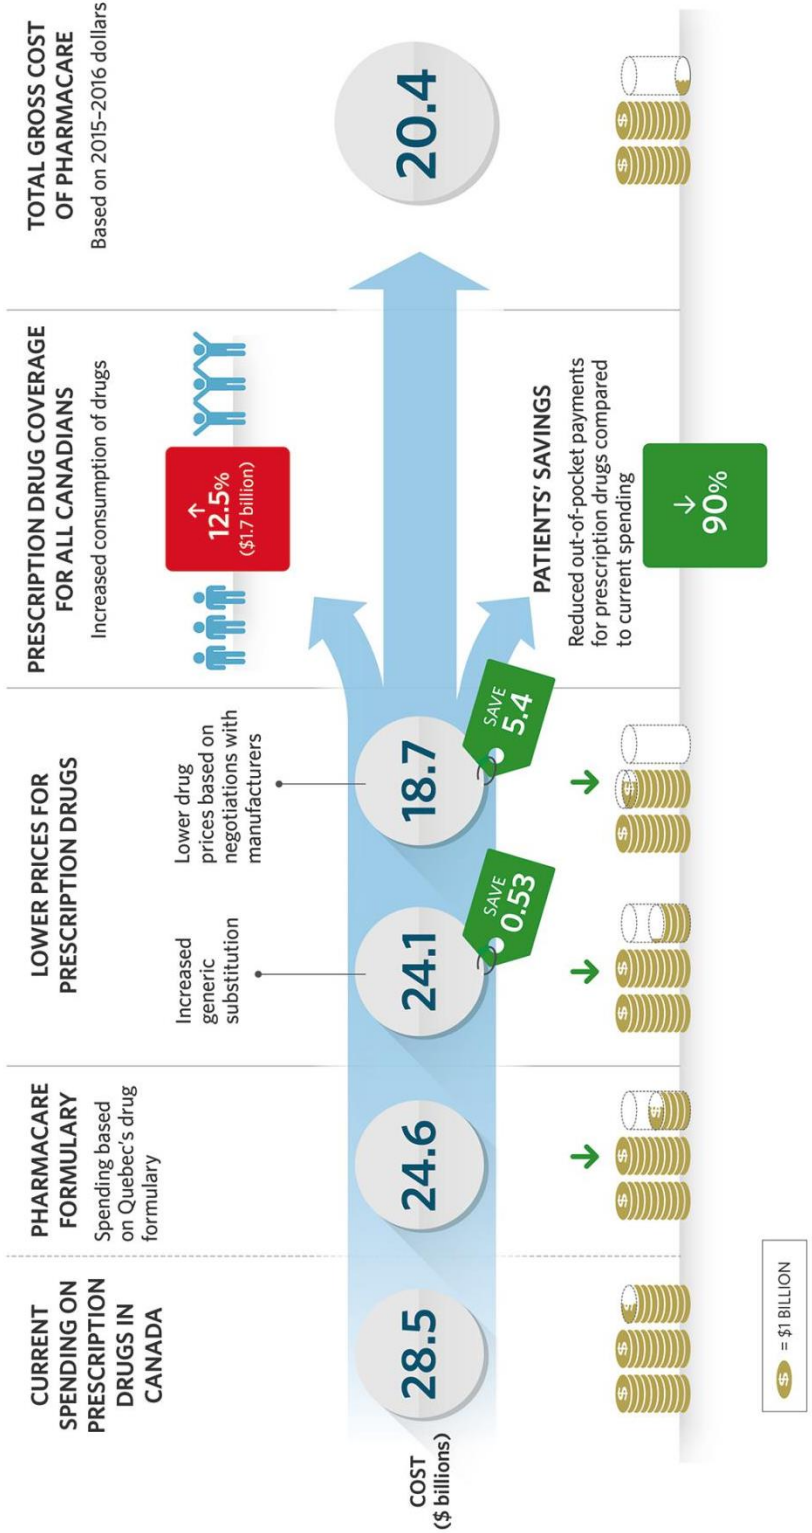 CURRENT
SPENDING ON
PRESCRIPTION
DRUGS IN
CANADA
PHARMACARE
FORMULARY
Spending based
on Quebec's drug
formulary
LOWER PRICES FOR
PRESCRIPTION DRUGS
Increased
generic
substitution
Lower drug
prices based on
negotiations with
manufacturers
PRESCRIPTION DRUG COVERAGE
FOR ALL CANADIANS
Increased consumption of drugs
↑
12.5%
($1.7 billion)
TOTAL GROSS COST
OF PHARMACARE
Based on 2015–2016 dollars
COST
($ billions)
28.5
24.6
24.1
SAVE
0.53
18.7
SAVE
5.4
20.4
PATIENTS' SAVINGS
Reduced out-of-pocket payments
for prescription drugs compared
to current spending
↓
90%
$ = $1 BILLION